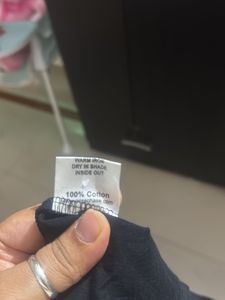 WARM IRON
DRY IN SHADE
INSIDE OUT
100% Cotton